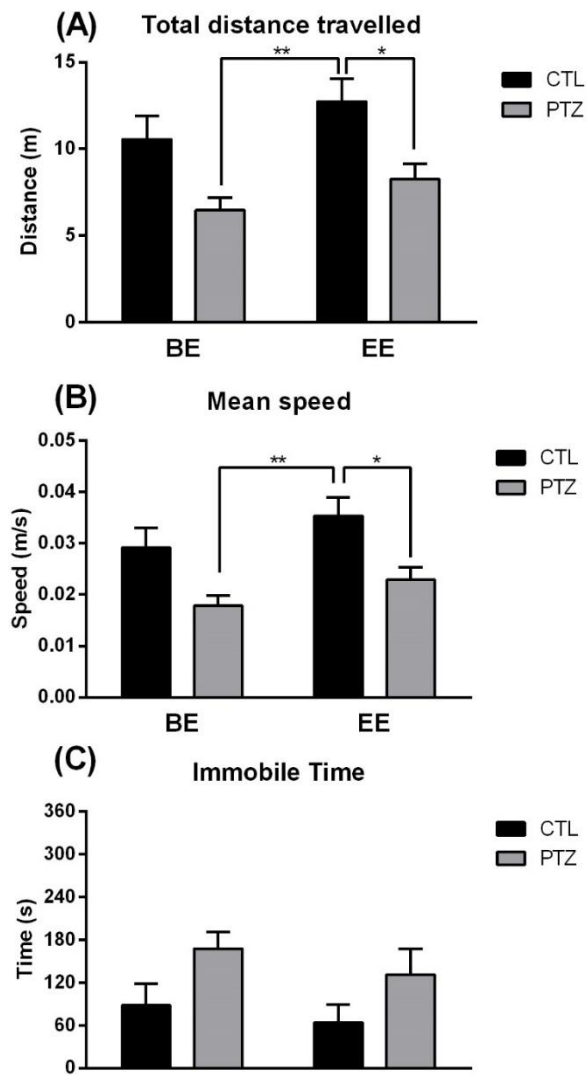 (A) Total distance travelled
** *
15
10
5
0
Distance (m)
BE EE
CTL
PTZ
(B) Mean speed
** *
0.05
0.04
0.03
0.02
0.01
0.00
Speed (m/s)
BE EE
CTL
PTZ
(C) Immobile Time
360
300
240
180
120
60
0
Time (s)
BE EE
CTL
PTZ